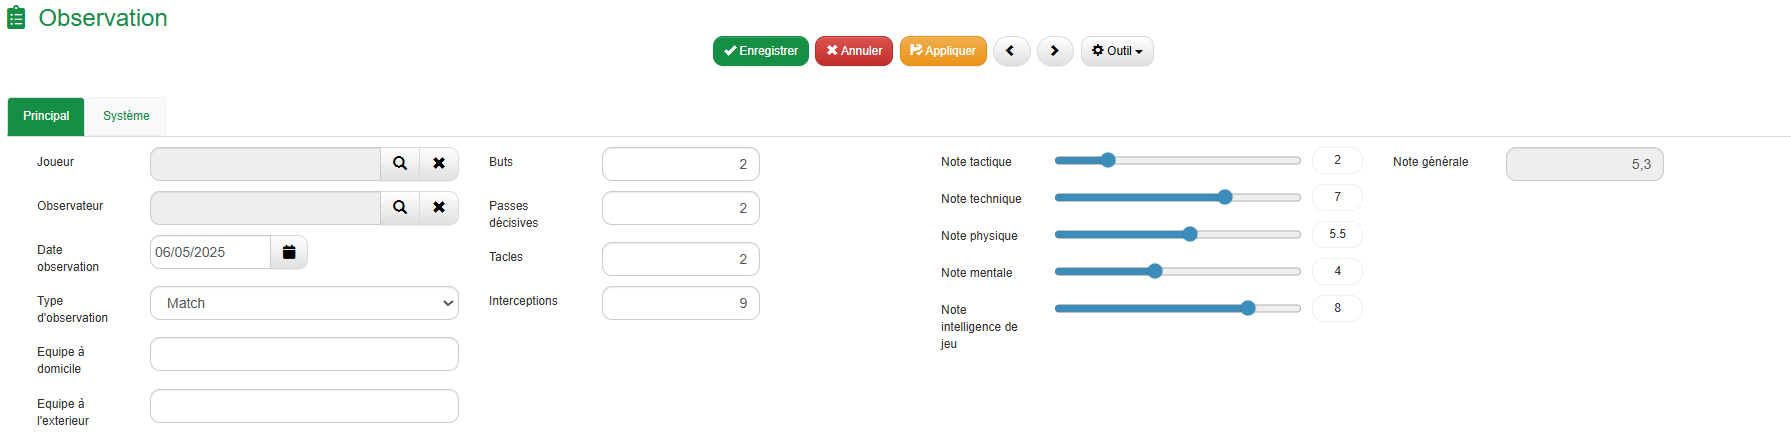 Observation
Enregistrer
Annuler
Appliquer
Outil
Principal
Système
Joueur
Observateur
Date
observation
06/05/2025
Type
d'observation
Match
Equipe à
domicile
Equipe à
l'exterieur
Buts
2
Passes
décisives
2
Tacles
2
Interceptions
9
Note tactique
2
Note technique
7
Note physique
5.5
Note mentale
4
Note
intelligence de
jeu
8
Note générale
5,3